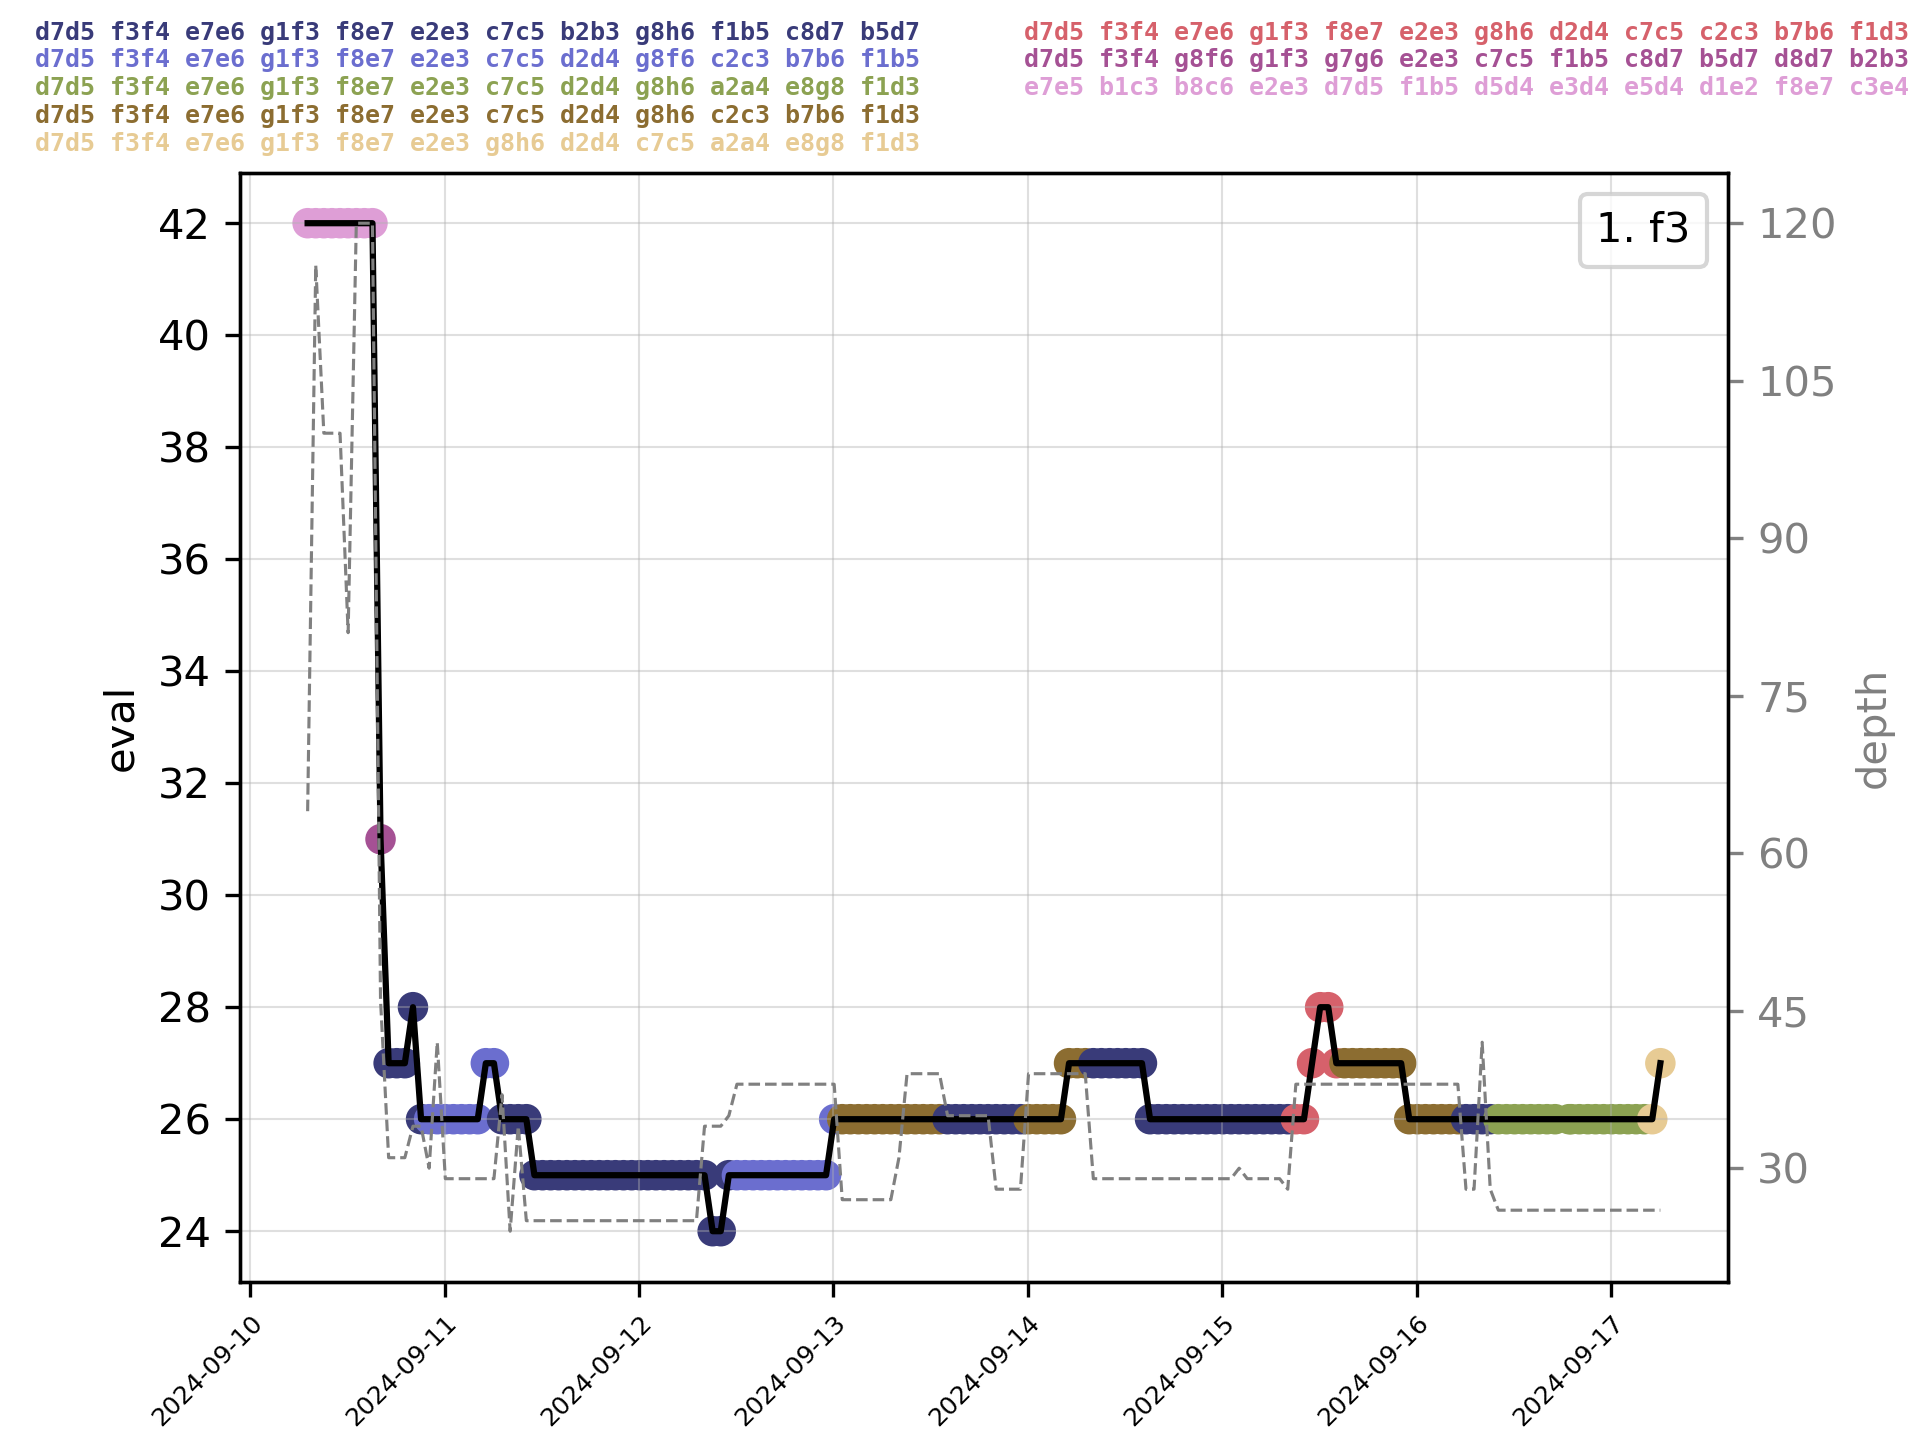 d7d5 f3f4 e7e6 g1f3 f8e7 e2e3 c7c5 b2b3 g8h6 f1b5 c8d7 b5d7
d7d5 f3f4 e7e6 g1f3 f8e7 e2e3 c7c5 d2d4 g8f6 c2c3 b7b6 f1b5
d7d5 f3f4 e7e6 g1f3 f8e7 e2e3 c7c5 d2d4 g8h6 a2a4 e8g8 f1d3
d7d5 f3f4 e7e6 g1f3 f8e7 e2e3 c7c5 d2d4 g8h6 c2c3 b7b6 f1d3
d7d5 f3f4 e7e6 g1f3 f8e7 e2e3 g8h6 d2d4 c7c5 a2a4 e8g8 f1d3
d7d5 f3f4 e7e6 g1f3 f8e7 e2e3 g8h6 d2d4 c7c5 c2c3 b7b6 f1d3
d7d5 f3f4 g8f6 g1f3 g7g6 e2e3 c7c5 f1b5 c8d7 b5d7 d8d7 b2b3
e7e5 b1c3 b8c6 e2e3 d7d5 f1b5 d5d4 e3d4 e5d4 d1e2 f8e7 c3e4
1. f3
eval
42
40
38
36
34
32
30
28
26
24
depth
120
105
90
75
60
45
30
2024-09-10
2024-09-11
2024-09-12
2024-09-13
2024-09-14
2024-09-15
2024-09-16
2024-09-17